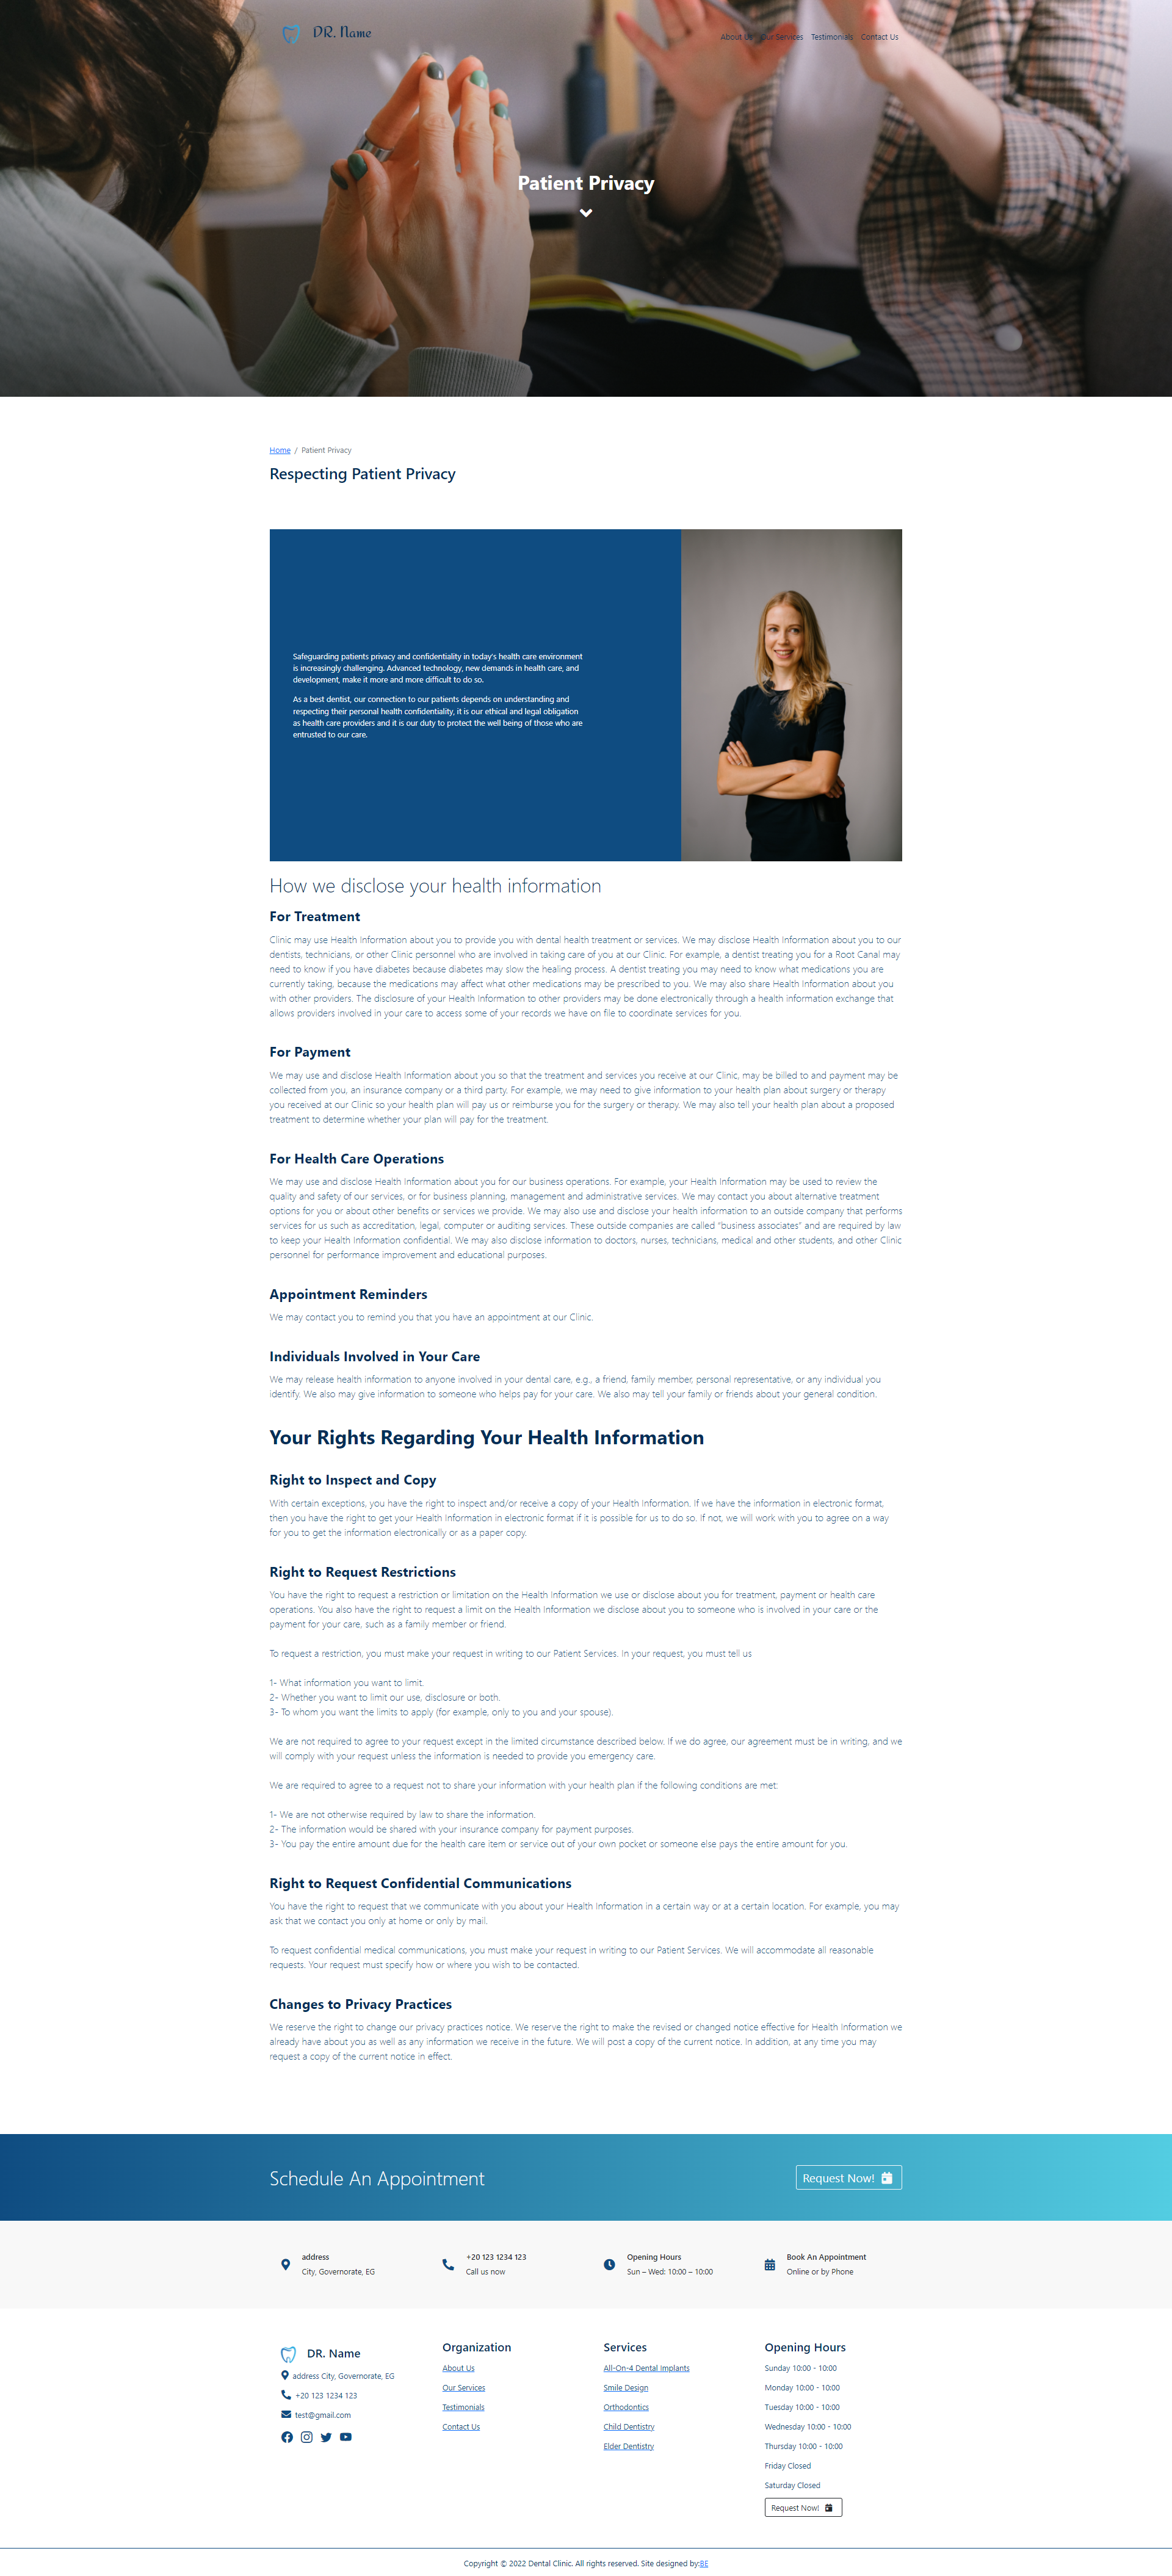 DR. Name
About Us Our Services Testimonials Contact Us
Patient Privacy
Home / Patient Privacy
Respecting Patient Privacy
Safeguarding patients privacy and confidentiality in today's health care environment
is increasingly challenging. Advanced technology, new demands in health care, and
development, make it more and more difficult to do so.
As a best dentist, our connection to our patients depends on understanding and
respecting their personal health confidentiality, it is our ethical and legal obligation
as health care providers and it is our duty to protect the well being of those who are
entrusted to our care.
How we disclose your health information
For Treatment
Clinic may use Health Information about you to provide you with dental health treatment or services. We may disclose Health Information about you to our
dentists, technicians, or other Clinic personnel who are involved in taking care of you at our Clinic. For example, a dentist treating you for a Root Canal may
need to know if you have diabetes because diabetes may slow the healing process. A dentist treating you may need to know what medications you are
currently taking, because the medications may affect what other medications may be prescribed to you. We may also share Health Information about you
with other providers. The disclosure of your Health Information to other providers may be done electronically through a health information exchange that
allows providers involved in your care to access some of your records we have on file to coordinate services for you.
For Payment
We may use and disclose Health Information about you so that the treatment and services you receive at our Clinic, may be billed to and payment may be
collected from you, an insurance company or a third party. For example, we may need to give information to your health plan about surgery or therapy
you received at our Clinic so your health plan will pay us or reimburse you for the surgery or therapy. We may also tell your health plan about a proposed
treatment to determine whether your plan will pay for the treatment.
For Health Care Operations
We may use and disclose Health Information about you for our business operations. For example, your Health Information may be used to review the
quality and safety of our services, or for business planning, management and administrative services. We may contact you about alternative treatment
options for you or about other benefits or services we provide. We may also use and disclose your health information to an outside company that performs
services for us such as accreditation, legal, computer or auditing services. These outside companies are called “business associates” and are required by law
to keep your Health Information confidential. We may also disclose information to doctors, nurses, technicians, medical and other students, and other Clinic
personnel for performance improvement and educational purposes.
Appointment Reminders
We may contact you to remind you that you have an appointment at our Clinic.
Individuals Involved in Your Care
We may release health information to anyone involved in your dental care, e.g., a friend, family member, personal representative, or any individual you
identify. We also may give information to someone who helps pay for your care. We also may tell your family or friends about your general condition.
Your Rights Regarding Your Health Information
Right to Inspect and Copy
With certain exceptions, you have the right to inspect and/or receive a copy of your Health Information. If we have the information in electronic format,
then you have the right to get your Health Information in electronic format if it is possible for us to do so. If not, we will work with you to agree on a way
for you to get the information electronically or as a paper copy.
Right to Request Restrictions
You have the right to request a restriction or limitation on the Health Information we use or disclose about you for treatment, payment or health care
operations. You also have the right to request a limit on the Health Information we disclose about you to someone who is involved in your care or the
payment for your care, such as a family member or friend.
To request a restriction, you must make your request in writing to our Patient Services. In your request, you must tell us
1- What information you want to limit.
2- Whether you want to limit our use, disclosure or both.
3- To whom you want the limits to apply (for example, only to you and your spouse).
We are not required to agree to your request except in the limited circumstance described below. If we do agree, our agreement must be in writing, and we
will comply with your request unless the information is needed to provide you emergency care.
We are required to agree to a request not to share your information with your health plan if the following conditions are met:
1- We are not otherwise required by law to share the information.
2- The information would be shared with your insurance company for payment purposes.
3- You pay the entire amount due for the health care item or service out of your own pocket or someone else pays the entire amount for you.
Right to Request Confidential Communications
You have the right to request that we communicate with you about your Health Information in a certain way or at a certain location. For example, you may
ask that we contact you only at home or only by mail.
To request confidential medical communications, you must make your request in writing to our Patient Services. We will accommodate all reasonable
requests. Your request must specify how or where you wish to be contacted.
Changes to Privacy Practices
We reserve the right to change our privacy practices notice. We reserve the right to make the revised or changed notice effective for Health Information we
already have about you as well as any information we receive in the future. We will post a copy of the current notice. In addition, at any time you may
request a copy of the current notice in effect.
Schedule An Appointment
Request Now!
address
City, Governorate, EG
+20 123 1234 123
Call us now
Opening Hours
Sun – Wed: 10:00 – 10:00
Book An Appointment
Online or by Phone
DR. Name
address City, Governorate, EG
+20 123 1234 123
test@gmail.com
Organization
About Us
Our Services
Testimonials
Contact Us
Services
All-On-4 Dental Implants
Smile Design
Orthodontics
Child Dentistry
Elder Dentistry
Opening Hours
Sunday 10:00 - 10:00
Monday 10:00 - 10:00
Tuesday 10:00 - 10:00
Wednesday 10:00 - 10:00
Thursday 10:00 - 10:00
Friday Closed
Saturday Closed
Request Now!
Copyright © 2022 Dental Clinic. All rights reserved. Site designed by:BE